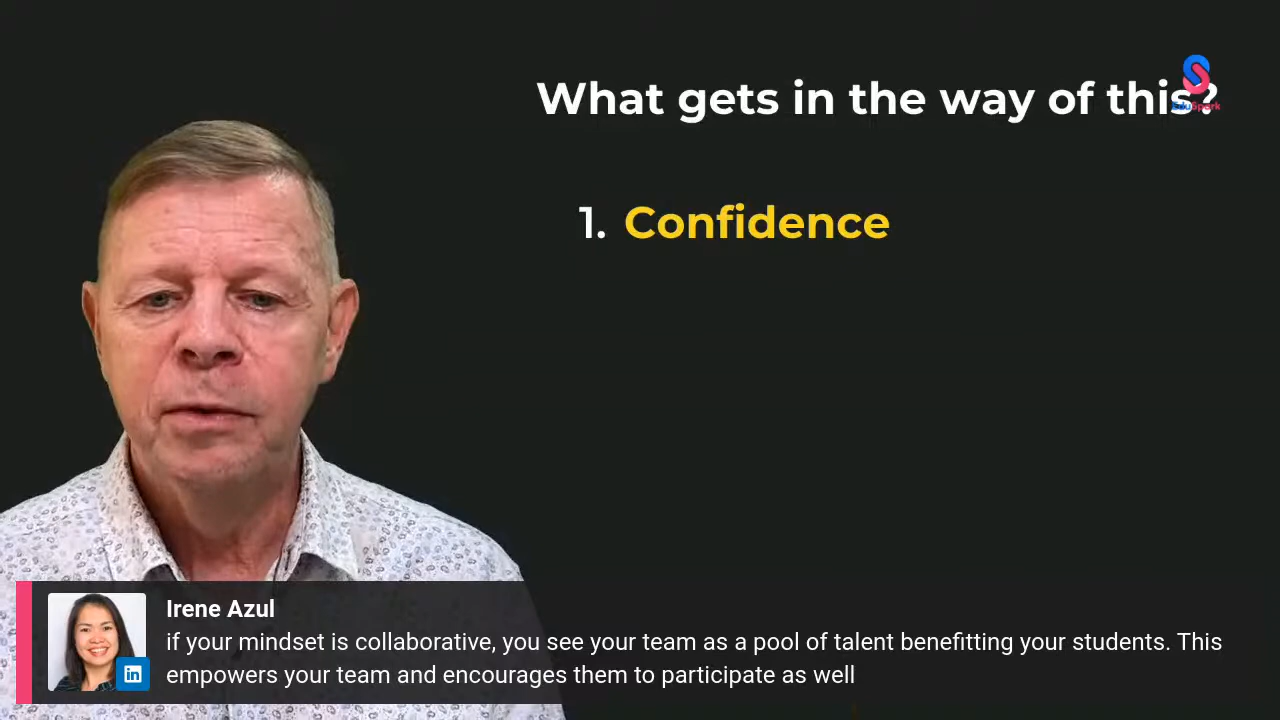 What gets in the way of this?
EduSpark
1. Confidence
Irene Azul
in
if your mindset is collaborative, you see your team as a pool of talent benefitting your students. This
empowers your team and encourages them to participate as well